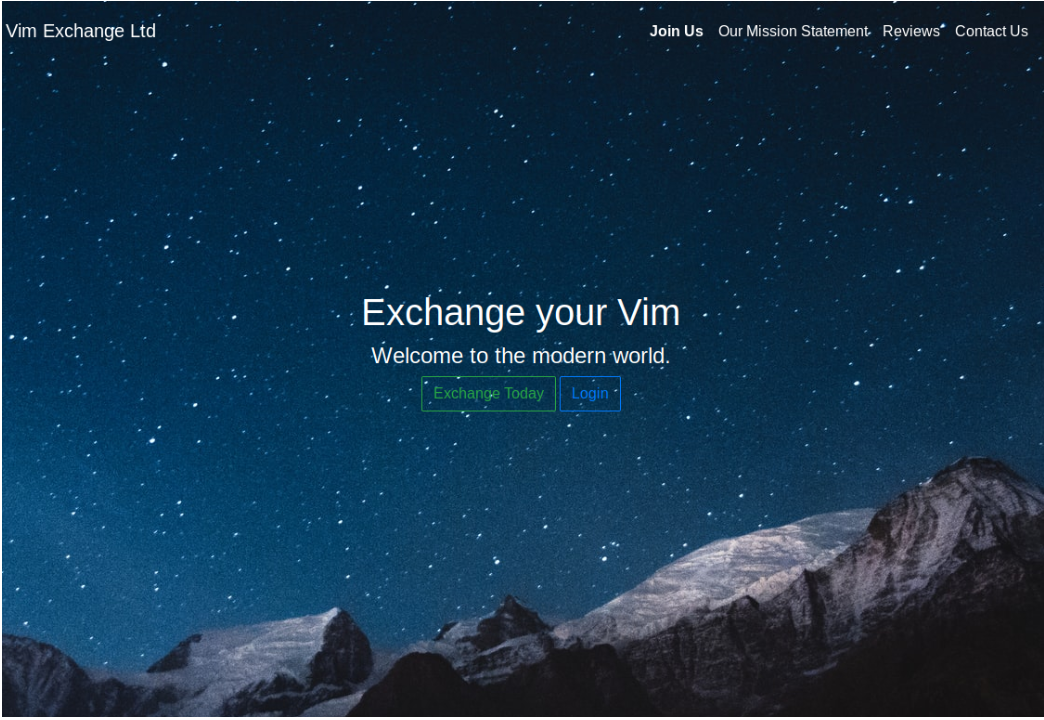 Vim Exchange Ltd
Join Us Our Mission Statement Reviews Contact Us
Exchange your Vim
Welcome to the modern world.
Exchange Today Login